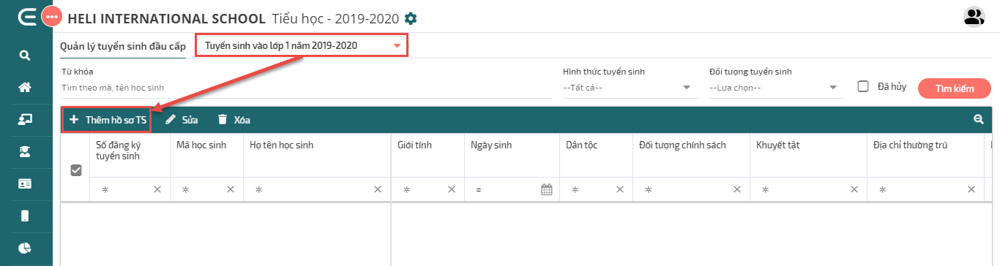 HELI INTERNATIONAL SCHOOL Tiểu học - 2019-2020
Quản lý tuyển sinh đầu cấp
Tuyển sinh vào lớp 1 năm 2019-2020
Từ khóa
Hình thức tuyển sinh
Đối tượng tuyển sinh
Tìm theo mã, tên học sinh
--Tất cả--
--Lựa chọn--
Đã hủy
Tìm kiếm
Thêm hồ sơ TS
Sửa
Xóa
Số đăng ký
tuyển sinh
Mã học sinh
Họ tên học sinh
Giới tính
Ngày sinh
Dân tộc
Đối tượng chính sách
Khuyết tật
Địa chỉ thường trú